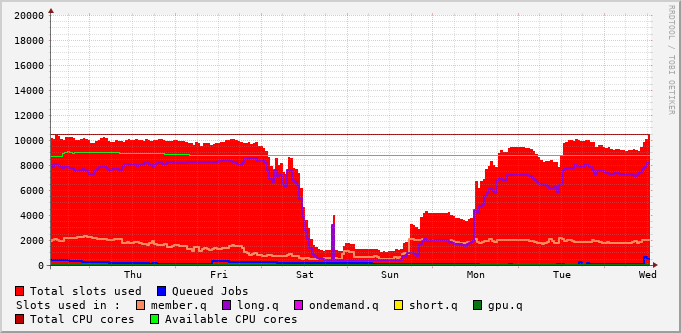 20000
18000
16000
14000
12000
10000
8000
6000
4000
2000
0
Thu Fri Sat Sun Mon Tue Wed
Total slots used Queued Jobs
Slots used in : member.q long.q ondemand.q short.q gpu.q
Total CPU cores Available CPU cores
RRDTOOL / TOBI OETIKER